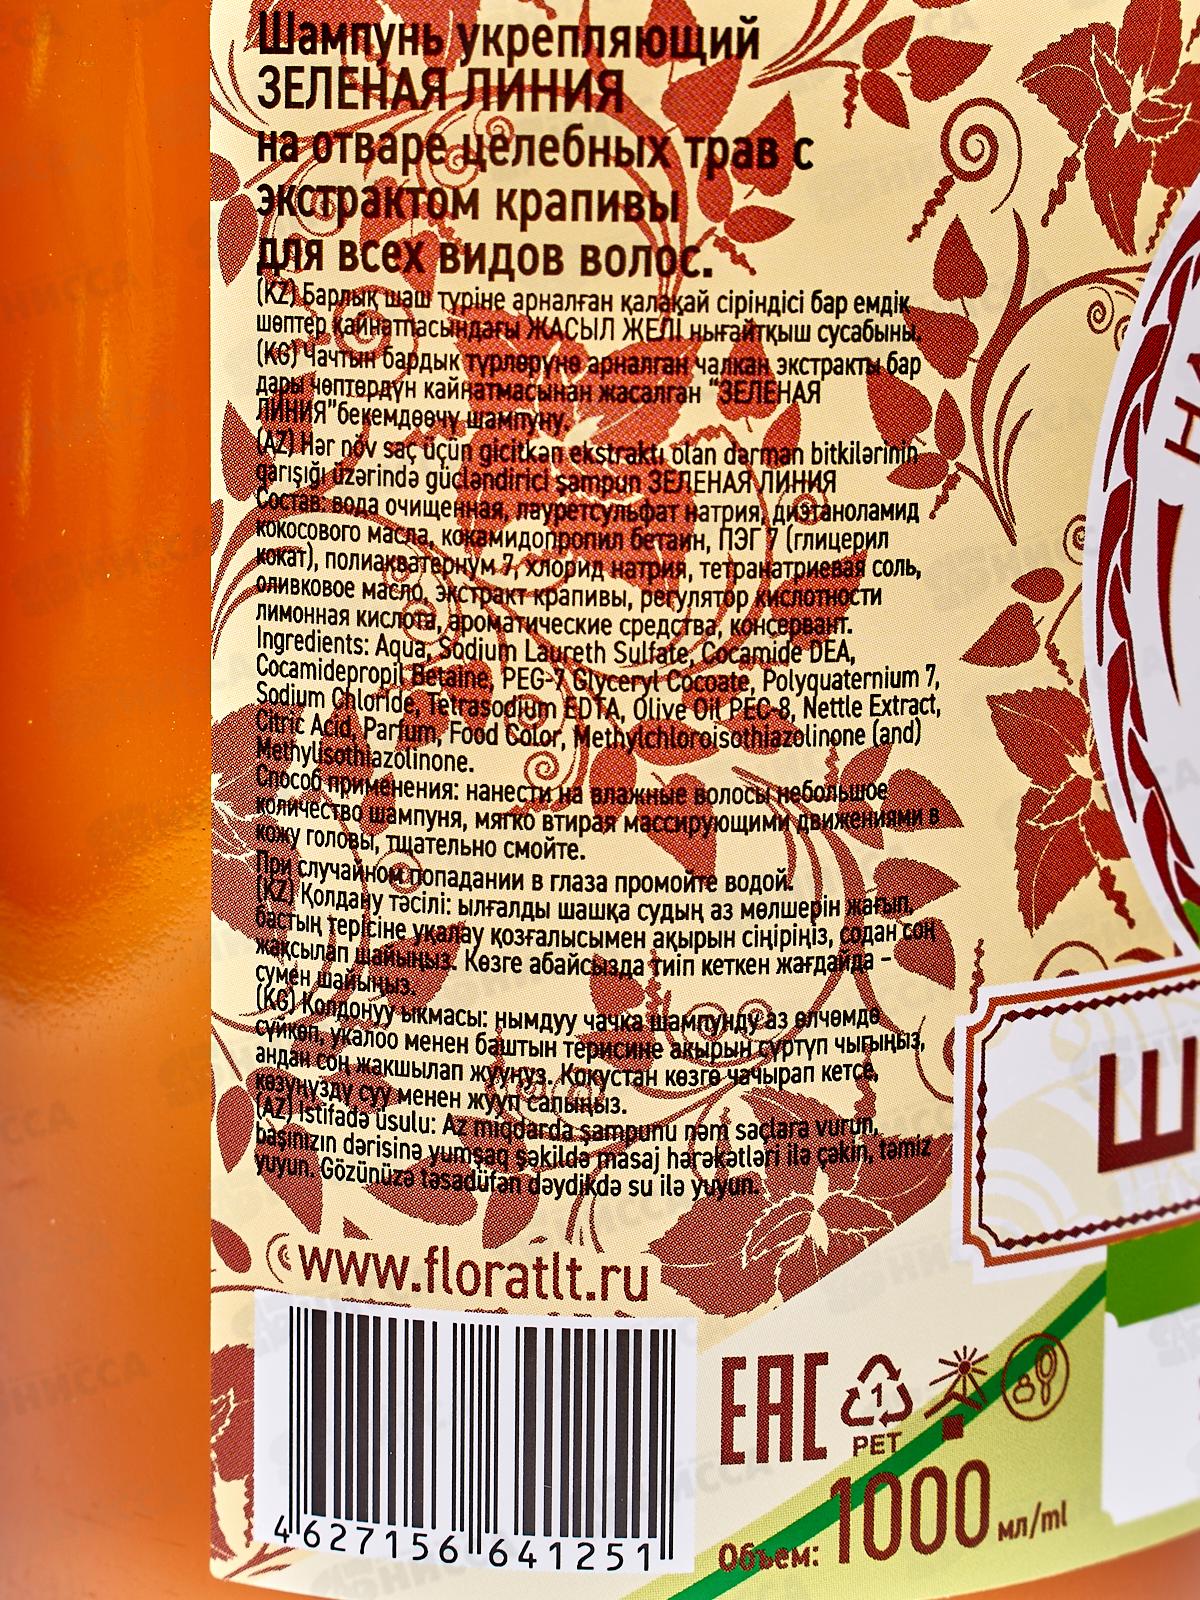 Шампунь укрепляющий
ЗЕЛЕНАЯ ЛИНИЯ
на отваре целебных трав с
экстрактом крапивы
для всех видов волос.
(KZ) Барлық шаш түріне арналған қалақай сіріндісі бар емдік
шөптер қайнатпасындағы ЖАСЫЛ ЖЕЛІ нығайтқыш сусабыны.
(KG) Чачтын бардык түрлөрүнө арналган чалкан экстракты бар
дары чөптөрдүн кайнатмасынан жасалган "ЗЕЛЕНАЯ
ЛИНИЯ"бекемдөөчү шампуну.
(AZ) Hər növ saç üçün gicitkən ekstraktı olan dərman bitkilərinin
qarışığı üzərində gücləndirici şampun ЗЕЛЕНАЯ ЛИНИЯ
Состав: вода очищенная, лауретсульфат натрия, диэтаноламид
кокосового масла, кокамидопропил бетаин, ПЭГ 7 (глицерил
кокат), полиакватернум 7, хлорид натрия, тетранатриевая соль,
оливковое масло, экстракт крапивы, регулятор кислотности
лимонная кислота, ароматические средства, консервант.
Ingredients: Aqua, Sodium Laureth Sulfate, Cocamide DEA,
Cocamidepropil Betaine, PEG-7 Glyceryl Cocoate, Polyquaternium 7,
Sodium Chloride, Tetrasodium EDTA, Olive Oil PEC-8, Nettle Extract,
Citric Acid, Parfum, Food Color, Methylchloroisothiazolinone (and)
Methylisothiazolinone.
Способ применения: нанести на влажные волосы небольшое
количество шампуня, мягко втирая массирующими движениями в
кожу головы, тщательно смойте.
При случайном попадании в глаза промойте водой.
(KZ) Қолдану тәсілі: ылғалды шашқа судың аз мөлшерін жағып,
бастың терісіне уқалау қозғалысымен ақырын сіңіріңіз, содан соң
жақсылап шайыңыз. Көзге абайсызда тиіп кеткен жағдайда –
сумен шайыңыз.
(KG) Колдонуу ыкмасы: нымдуу чачка шампунду аз өлчөмдө
сүйкөп, укалоо менен баштын терисине акырын сүртүп чыгыңыз,
андан соң жакшылап жууңуз. Кокустан көзгө чачырап кетсе,
көзүңүздү суу менен жууп салыңыз.
(AZ) İstifadə üsulu: Az miqdarda şampunu nəm saçlara vurun,
başınızın dərisinə yumşaq şəkildə masaj hərəkətləri ilə çəkin, təmiz
yuyun. Gözünüzə təsadüfən dəydikdə su ilə yuyun.
www.floratlt.ru
4 627156 641251
EAC
1
PET
Объем: 1000 мл/ml